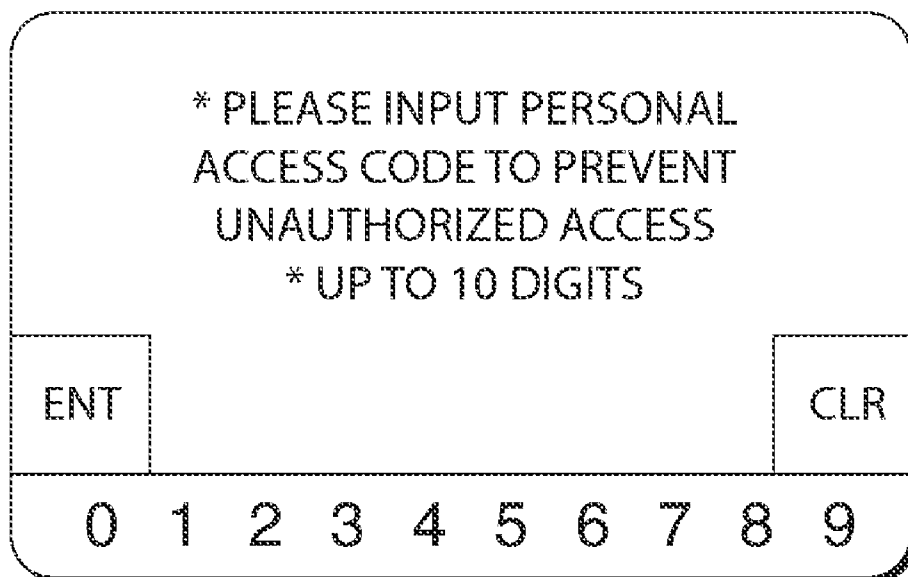 * PLEASE INPUT PERSONAL
ACCESS CODE TO PREVENT
UNAUTHORIZED ACCESS
* UP TO 10 DIGITS
ENT CLR
0 1 2 3 4 5 6 7 8 9